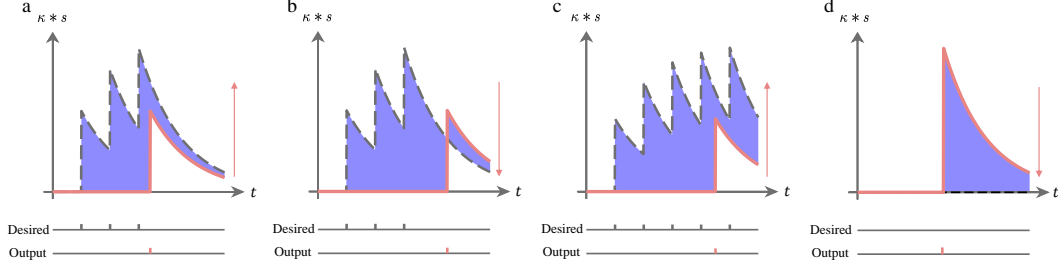 a b c d
κ * s κ * s κ * s κ * s
t t t t
Desired Desired Desired Desired
Output Output Output Output